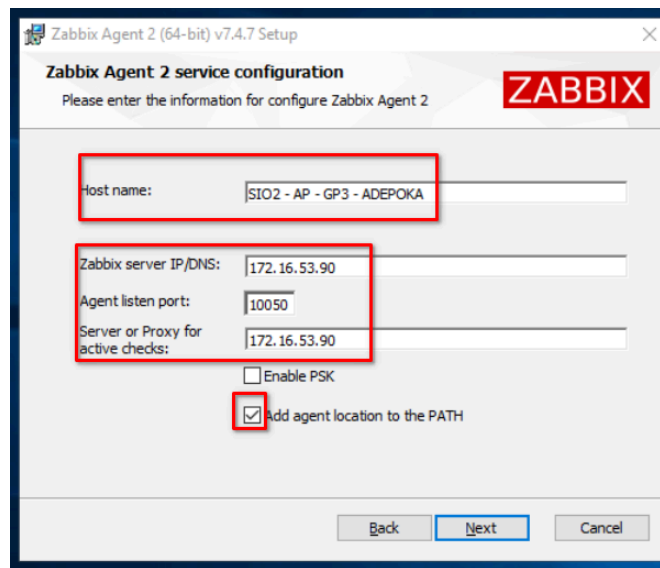 Zabbix Agent 2 (64-bit) v7.4.7 Setup
Zabbix Agent 2 service configuration
Please enter the information for configure Zabbix Agent 2
ZABBIX
Host name:
SIO2 - AP - GP3 - ADEPOKA
Zabbix server IP/DNS:
172.16.53.90
Agent listen port:
10050
Server or Proxy for
active checks:
172.16.53.90
Enable PSK
Add agent location to the PATH
Back
Next
Cancel